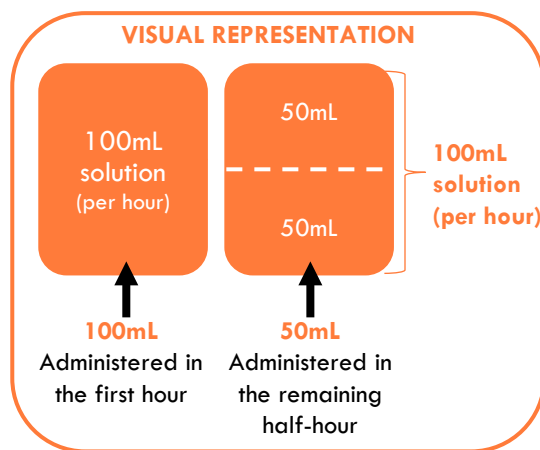 VISUAL REPRESENTATION
100mL
solution
(per hour)
50mL
50mL
100mL
solution
(per hour)
100mL
Administered in
the first hour
50mL
Administered in
the remaining
half-hour